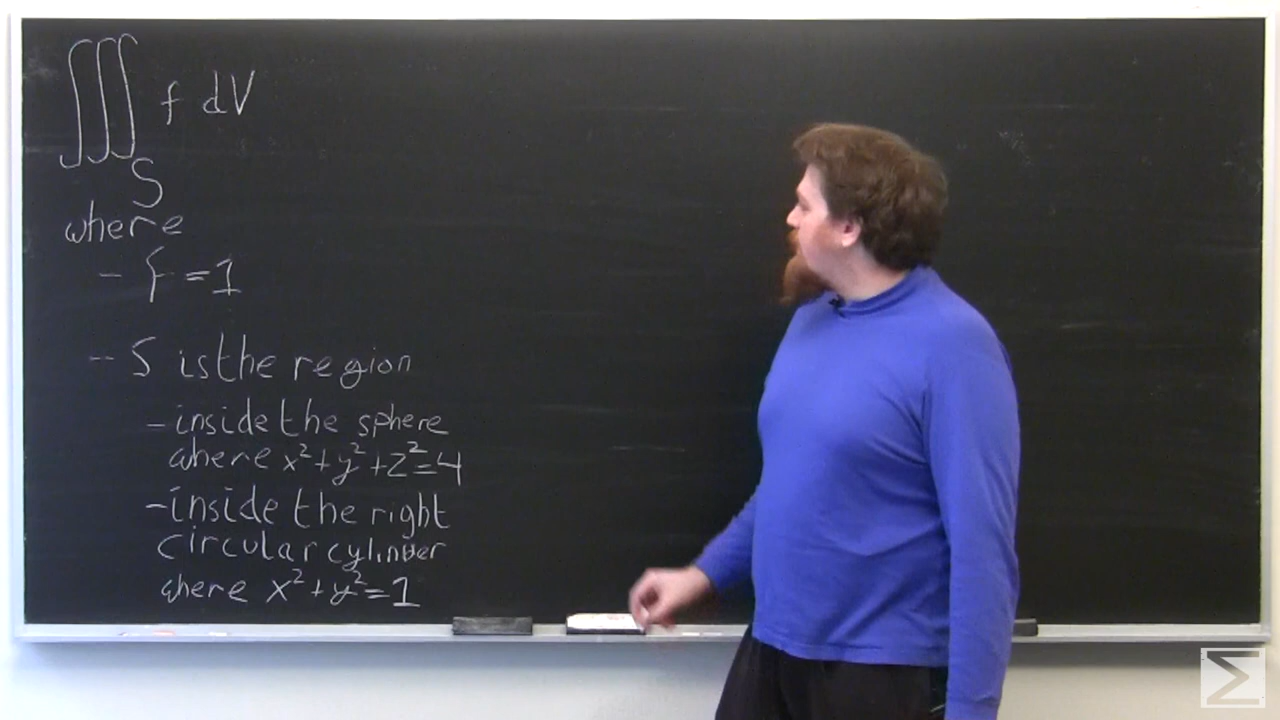 ∭ f dV
S
where
- f = 1
- S is the region
- inside the sphere
where x²+y²+z²=4
- inside the right
circular cylinder
where x²+y²=1
Σ